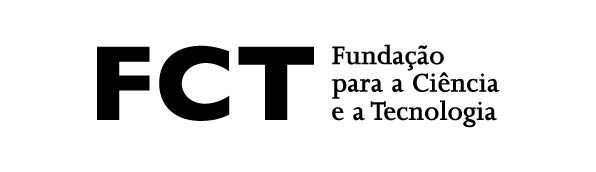 FCT
Fundação
para a Ciência
e a Tecnologia